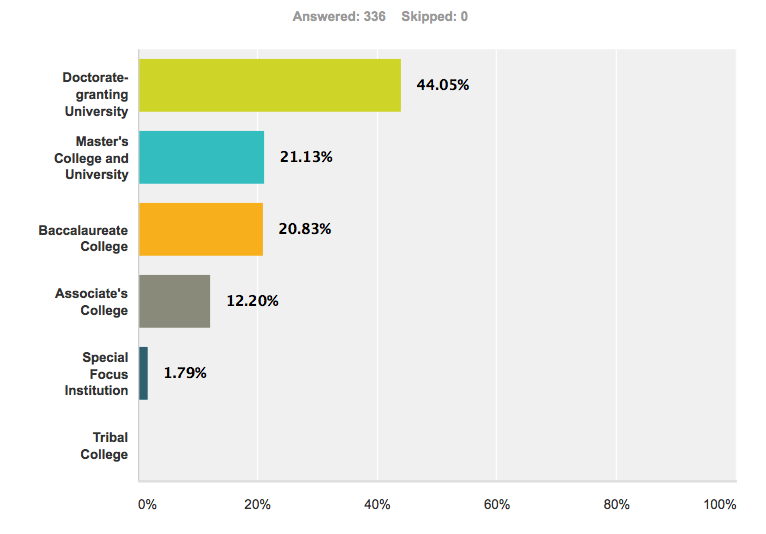 Answered: 336 Skipped: 0
Doctorate-
granting
University
44.05%
Master's
College and
University
21.13%
Baccalaureate
College
20.83%
Associate's
College
12.20%
Special
Focus
Institution
1.79%
Tribal
College
0% 20% 40% 60% 80% 100%